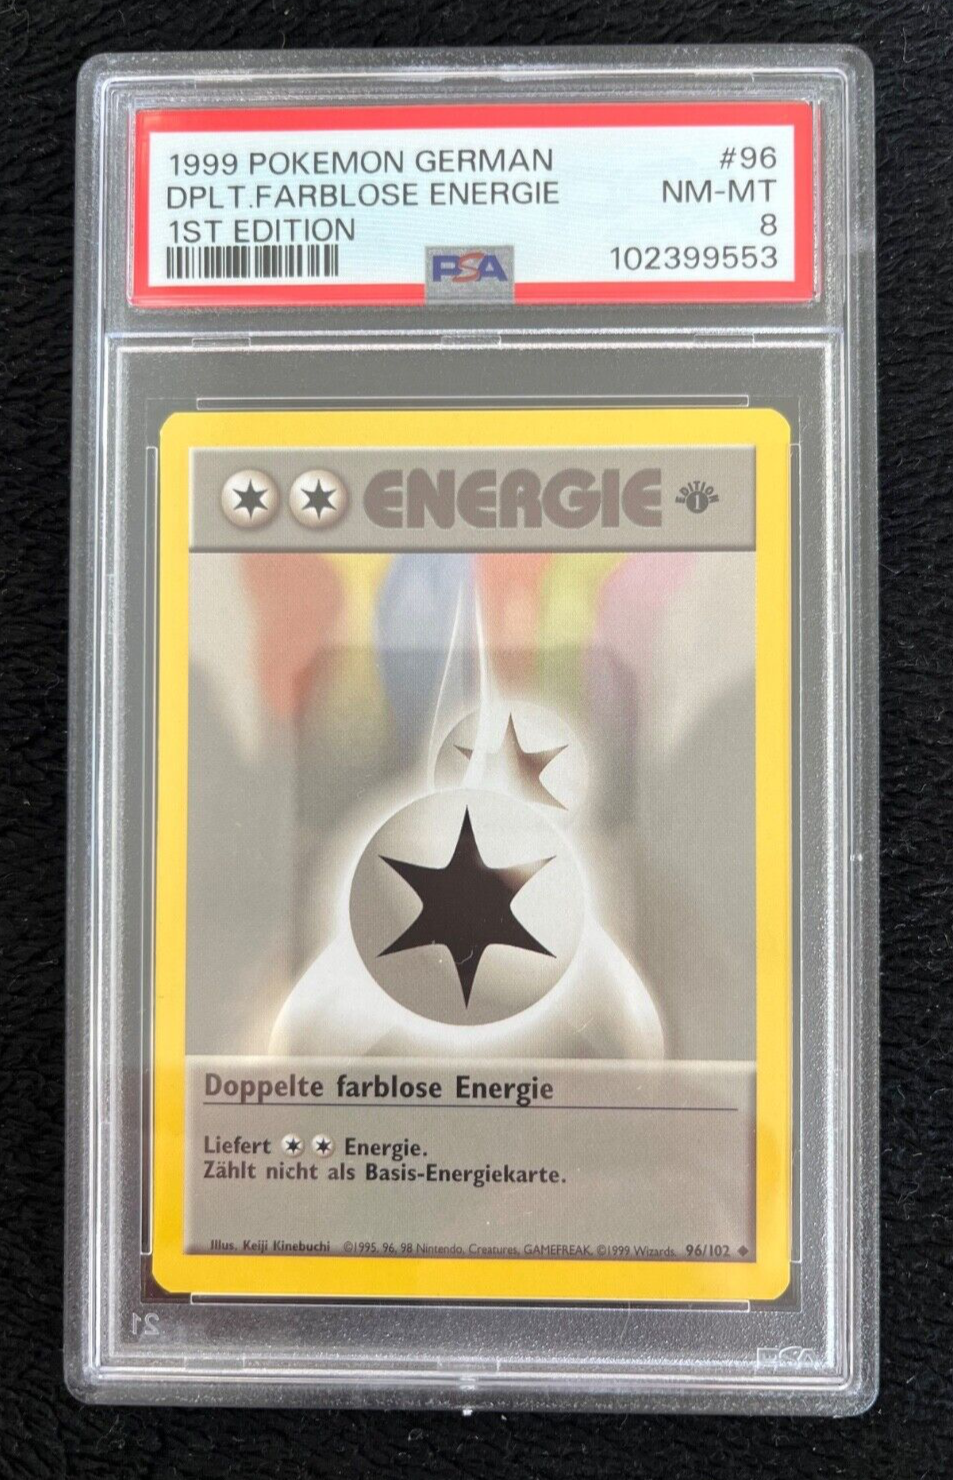 1999 POKEMON GERMAN #96
DPLT.FARBLOSE ENERGIE NM-MT
1ST EDITION 8
PSA 102399553
ENERGIE EDITION 1
Doppelte farblose Energie
Liefert Energie.
Zählt nicht als Basis-Energiekarte.
Illus. Keiji Kinebuchi ©1995, 96, 98 Nintendo, Creatures, GAMEFREAK. ©1999 Wizards. 96/102
21 PSA